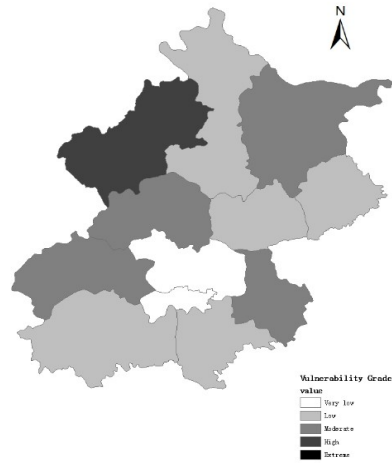 N
Vulnerability Grade
value
Very low
Low
Moderate
High
Extreme